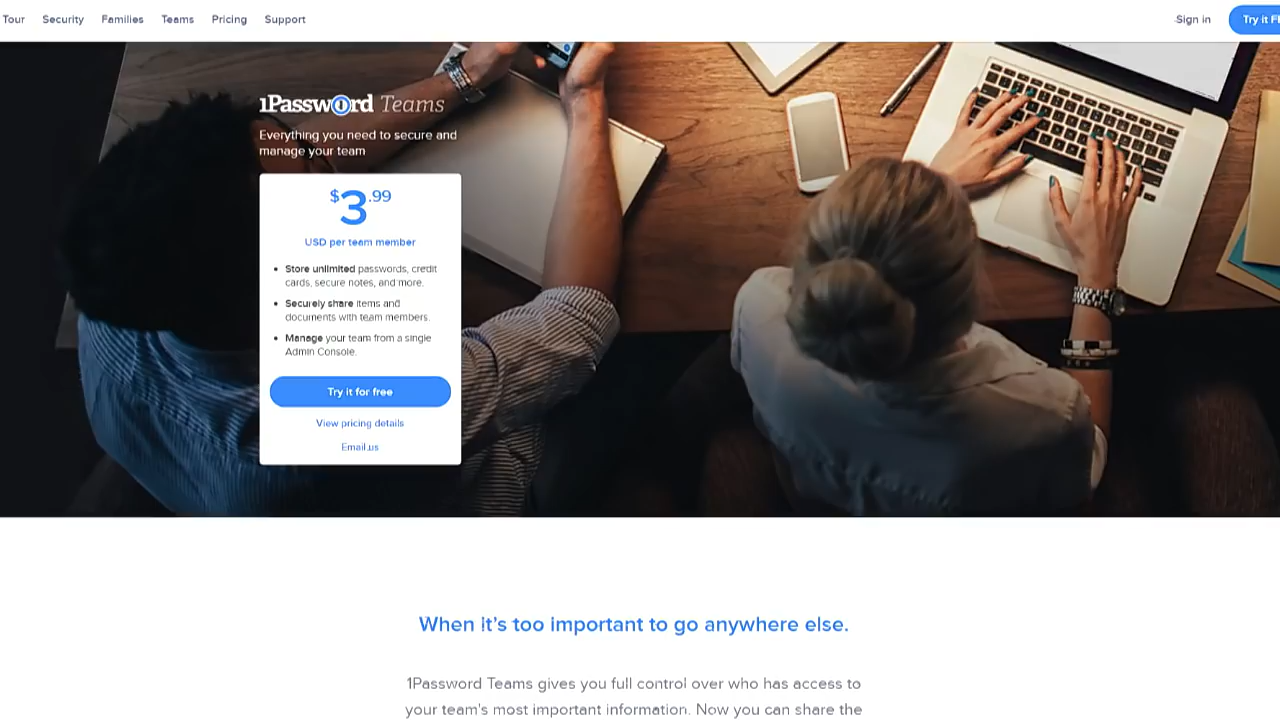 Tour Security Families Teams Pricing Support Sign in Try it
1Password Teams
Everything you need to secure and
manage your team
$3.99
USD per team member
• Store unlimited passwords, credit
cards, secure notes, and more.
• Securely share items and
documents with team members.
• Manage your team from a single
Admin Console.
Try it for free
View pricing details
Email us
When it's too important to go anywhere else.
1Password Teams gives you full control over who has access to
your team's most important information. Now you can share the